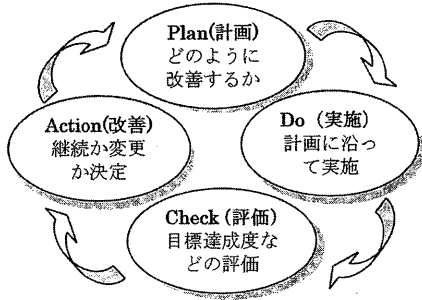 Plan(計画)
どのように
改善するか
Do（実施）
計画に沿っ
て実施
Check（評価）
目標達成度な
どの評価
Action(改善)
継続か変更
か決定